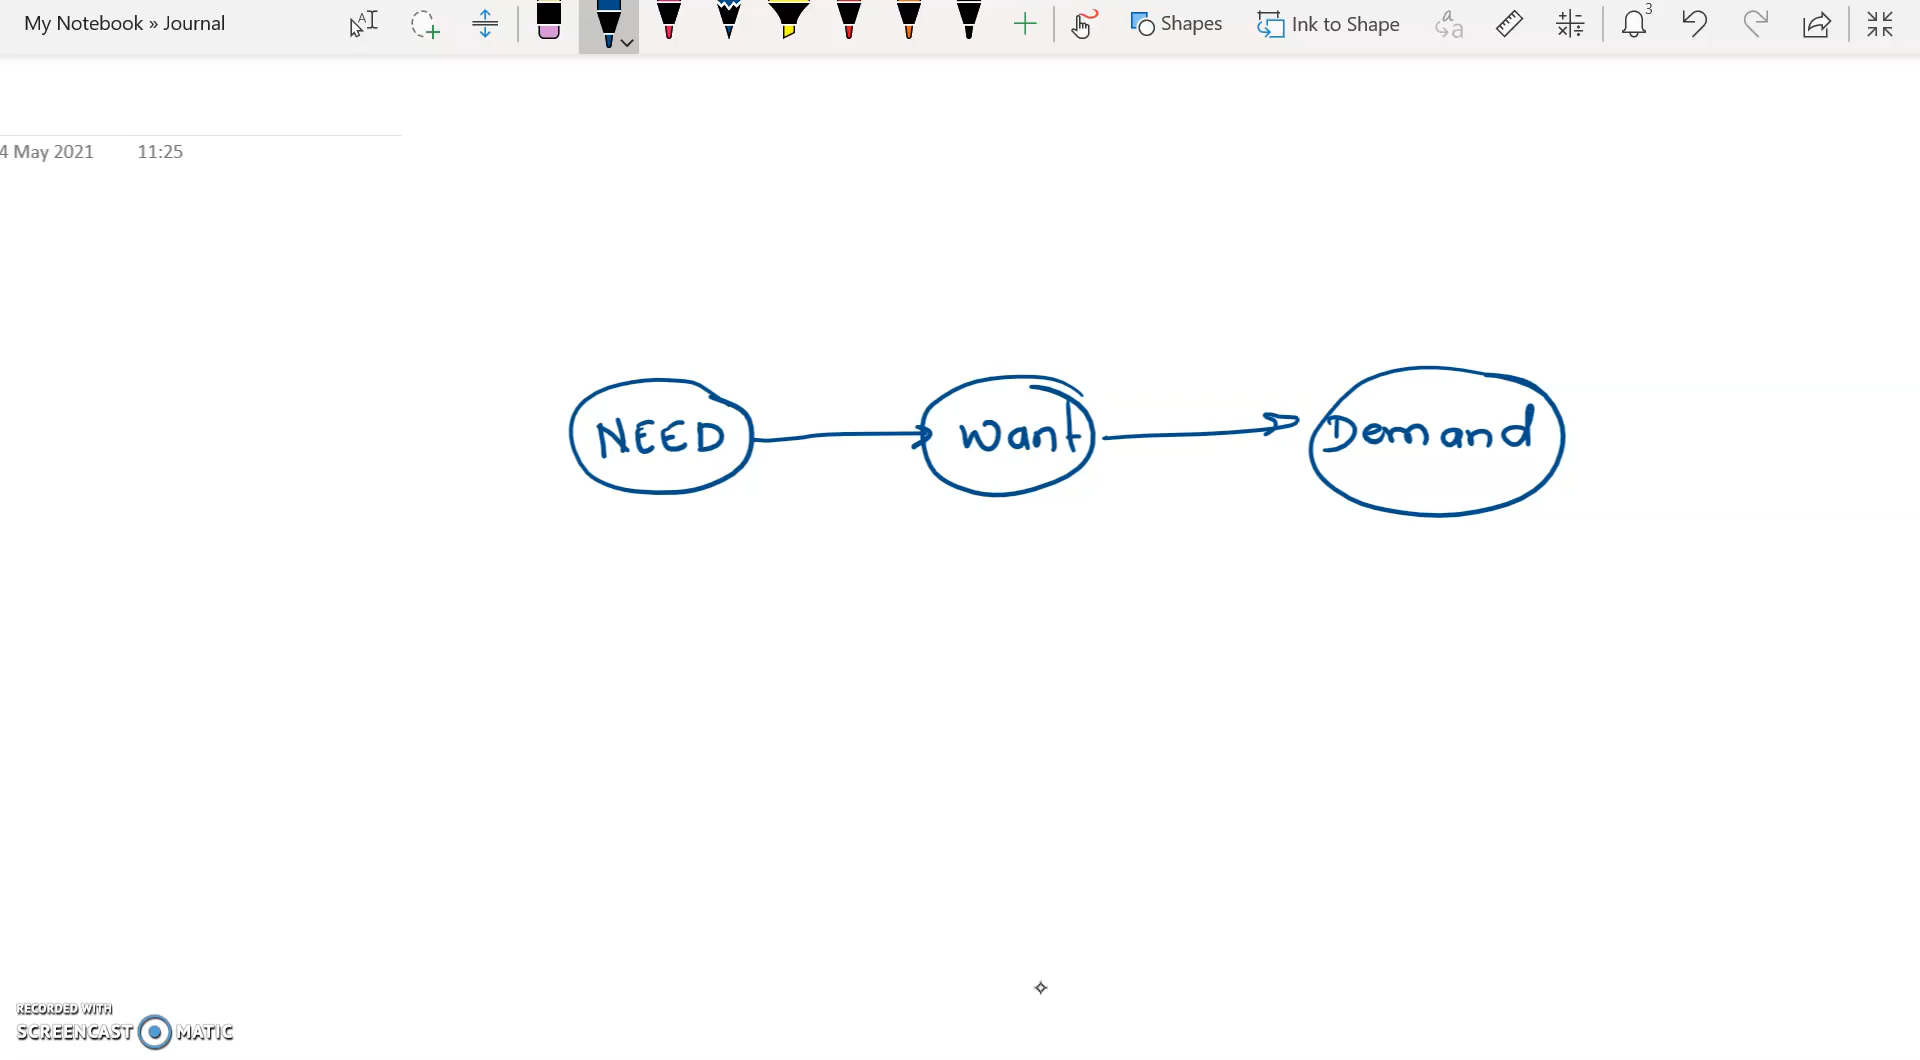 My Notebook » Journal
Shapes
Ink to Shape
3
4 May 2021 11:25
NEED Want Demand
RECORDED WITH
SCREENCAST MATIC